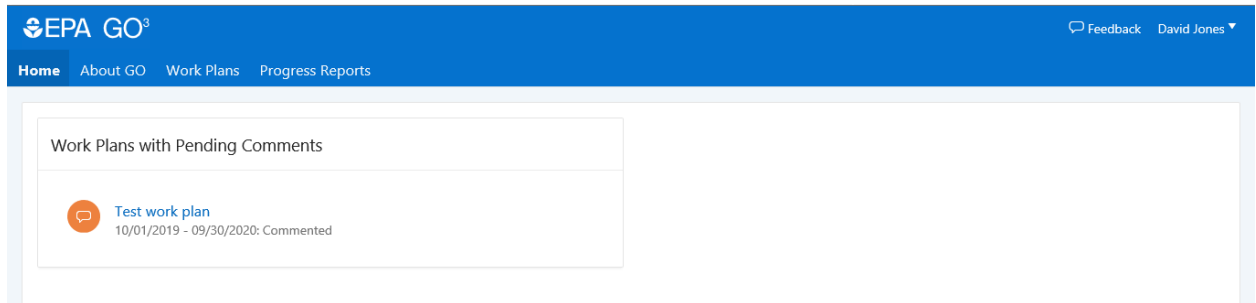 EPA GO³
Feedback David Jones
Home About GO Work Plans Progress Reports
Work Plans with Pending Comments
Test work plan
10/01/2019 - 09/30/2020: Commented